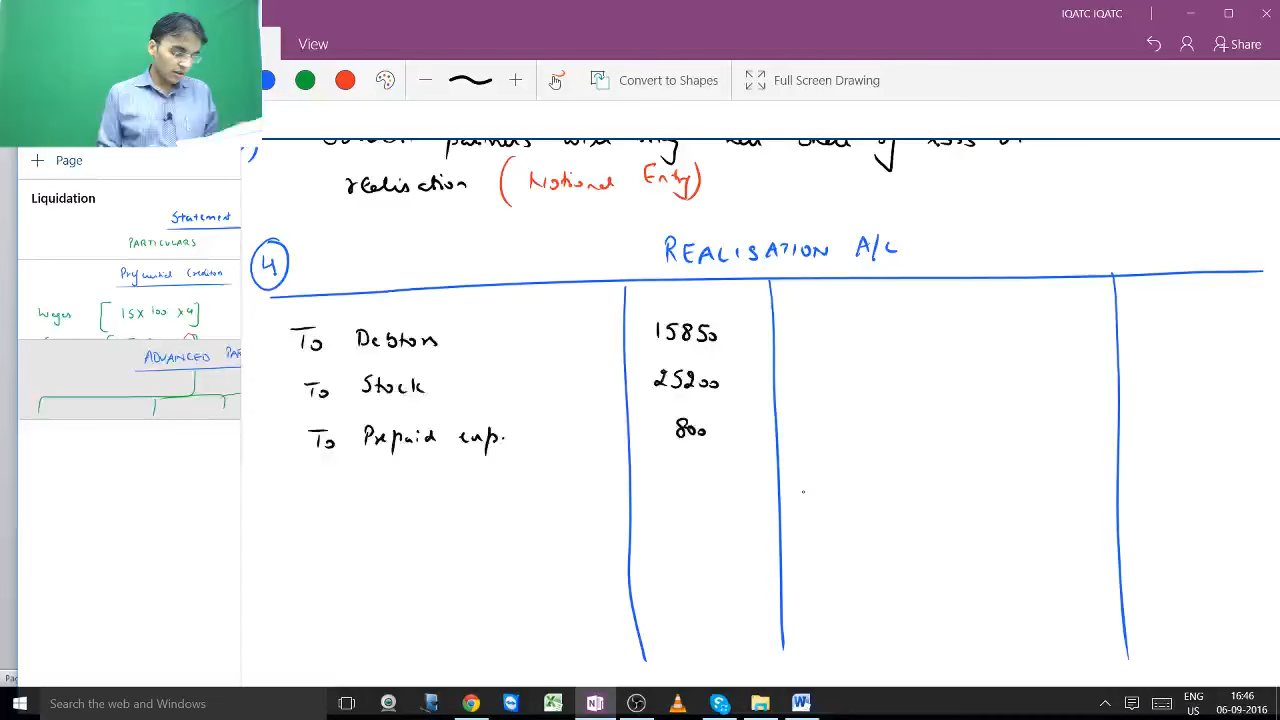 IQATC IQATC
View
Share
Convert to Shapes
Full Screen Drawing
Page
realisation (Notional Entry)
Liquidation
Statement
PARTICULARS
Wages [15 x 100 x 4]
ADVANCED
4
REALISATION A/C
To Debtors 15850
To Stock 25200
To Prepaid exp. 800
Search the web and Windows
ENG
US
16:46
06-09-2016